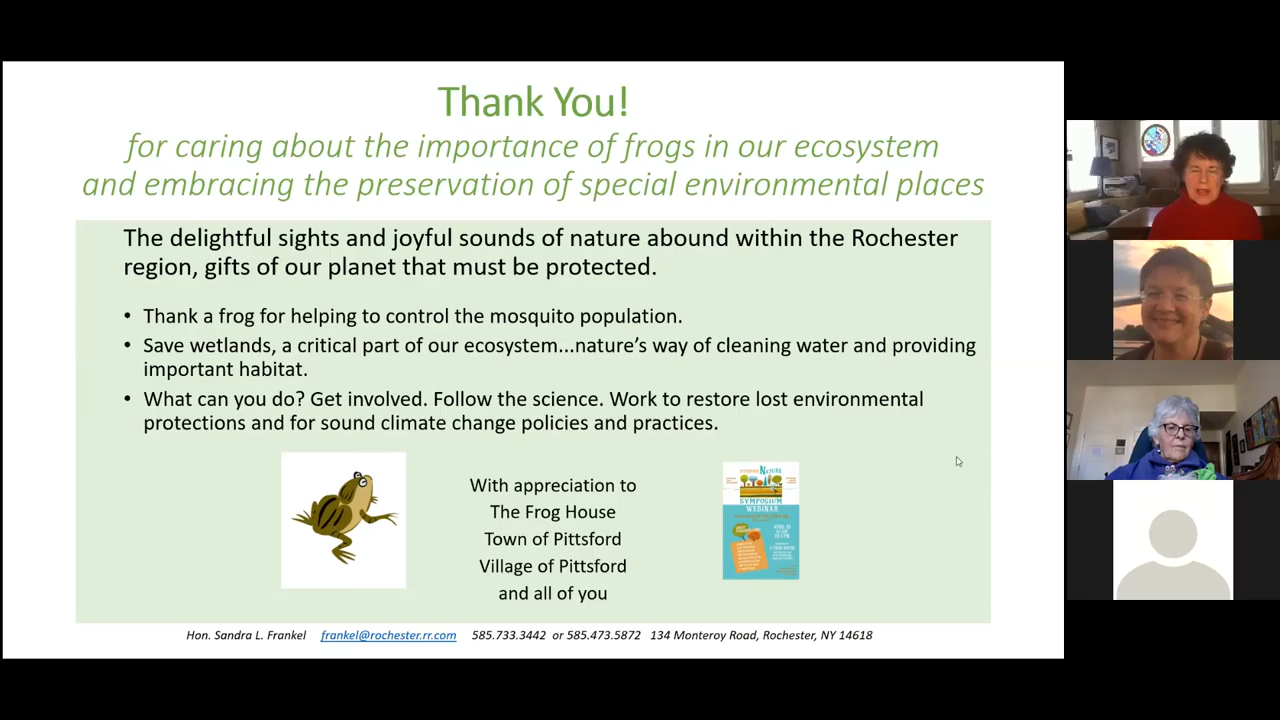 Thank You!
for caring about the importance of frogs in our ecosystem
and embracing the preservation of special environmental places
The delightful sights and joyful sounds of nature abound within the Rochester
region, gifts of our planet that must be protected.
• Thank a frog for helping to control the mosquito population.
• Save wetlands, a critical part of our ecosystem...nature’s way of cleaning water and providing
important habitat.
• What can you do? Get involved. Follow the science. Work to restore lost environmental
protections and for sound climate change policies and practices.
With appreciation to
The Frog House
Town of Pittsford
Village of Pittsford
and all of you
NATURE
SYMPOSIUM
WEBINAR
Hon. Sandra L. Frankel frankel@rochester.rr.com 585.733.3442 or 585.473.5872 134 Monteroy Road, Rochester, NY 14618